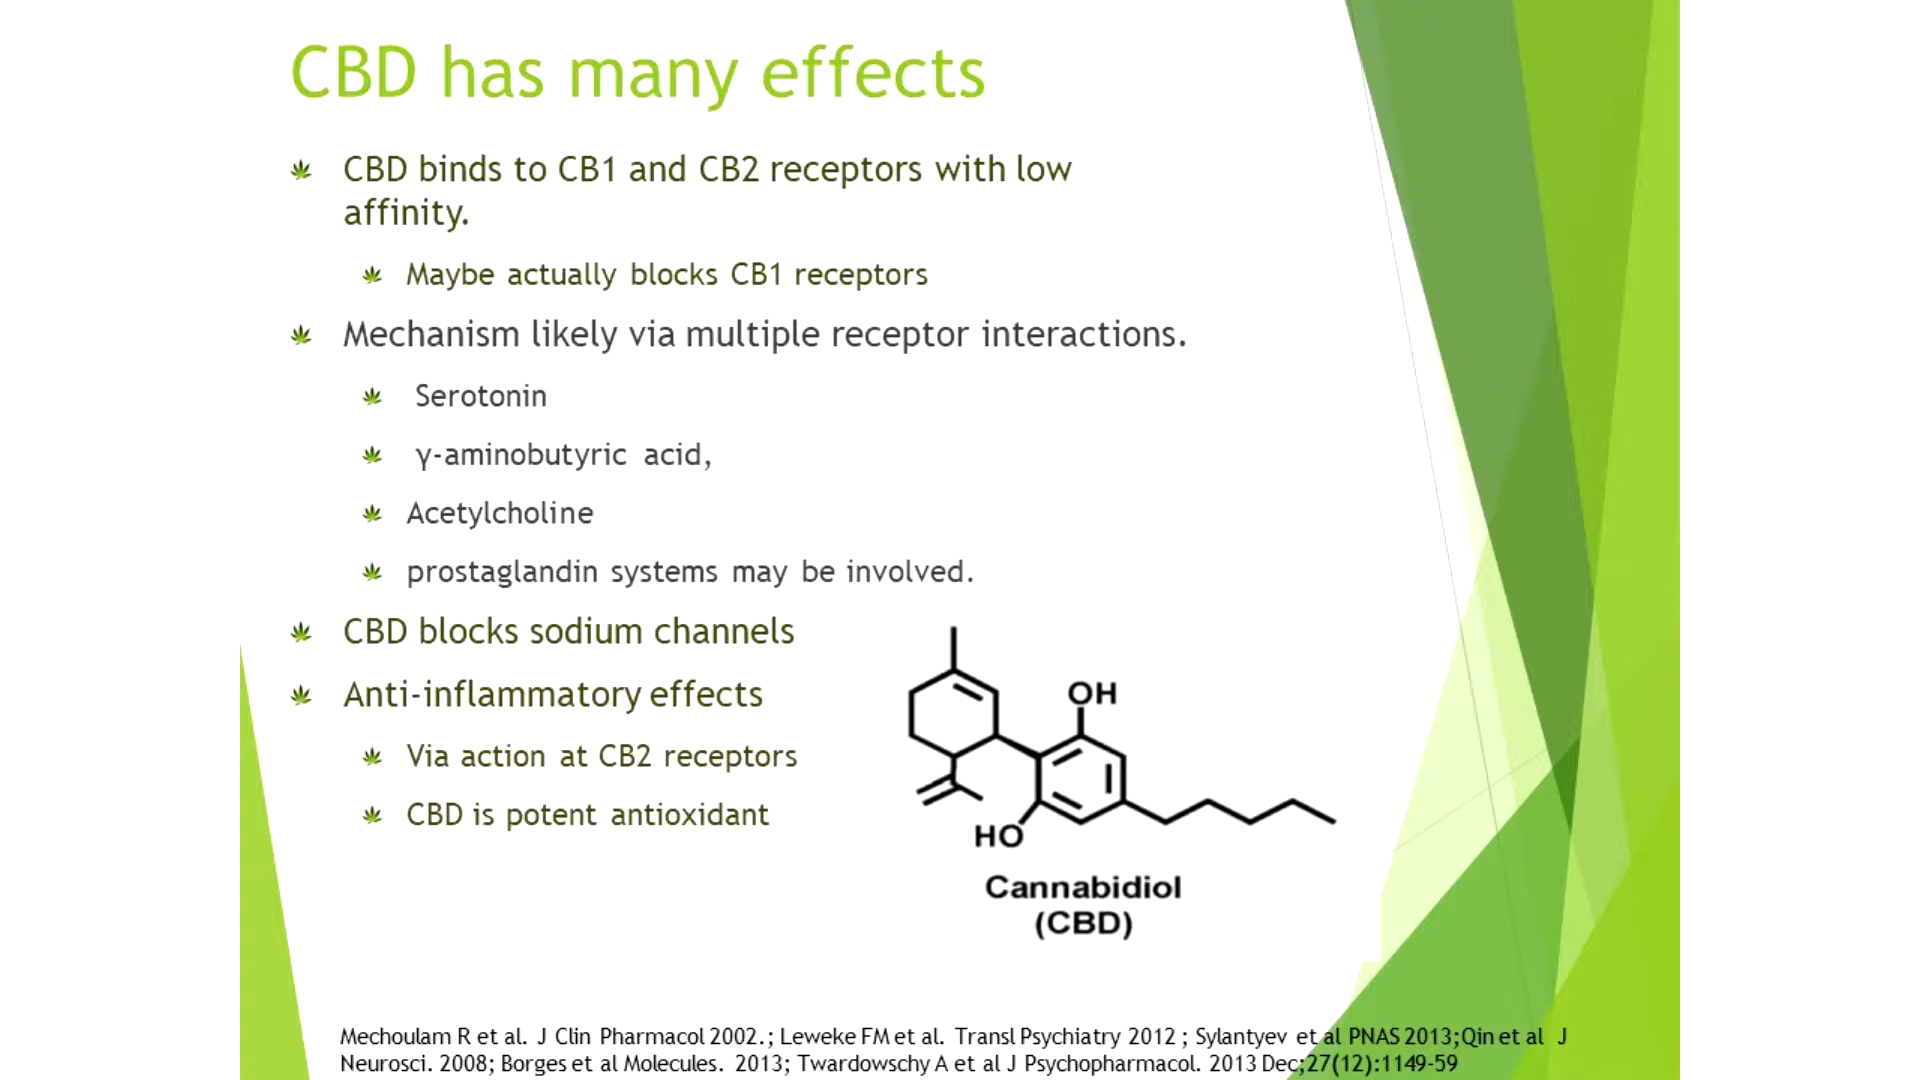 CBD has many effects
CBD binds to CB1 and CB2 receptors with low
affinity.
Maybe actually blocks CB1 receptors
Mechanism likely via multiple receptor interactions.
Serotonin
γ-aminobutyric acid,
Acetylcholine
prostaglandin systems may be involved.
CBD blocks sodium channels
Anti-inflammatory effects
Via action at CB2 receptors
CBD is potent antioxidant
OH
HO
Cannabidiol
(CBD)
Mechoulam R et al. J Clin Pharmacol 2002.; Leweke FM et al. Transl Psychiatry 2012 ; Sylantyev et al PNAS 2013;Qin et al J
Neurosci. 2008; Borges et al Molecules. 2013; Twardowschy A et al J Psychopharmacol. 2013 Dec;27(12):1149-59